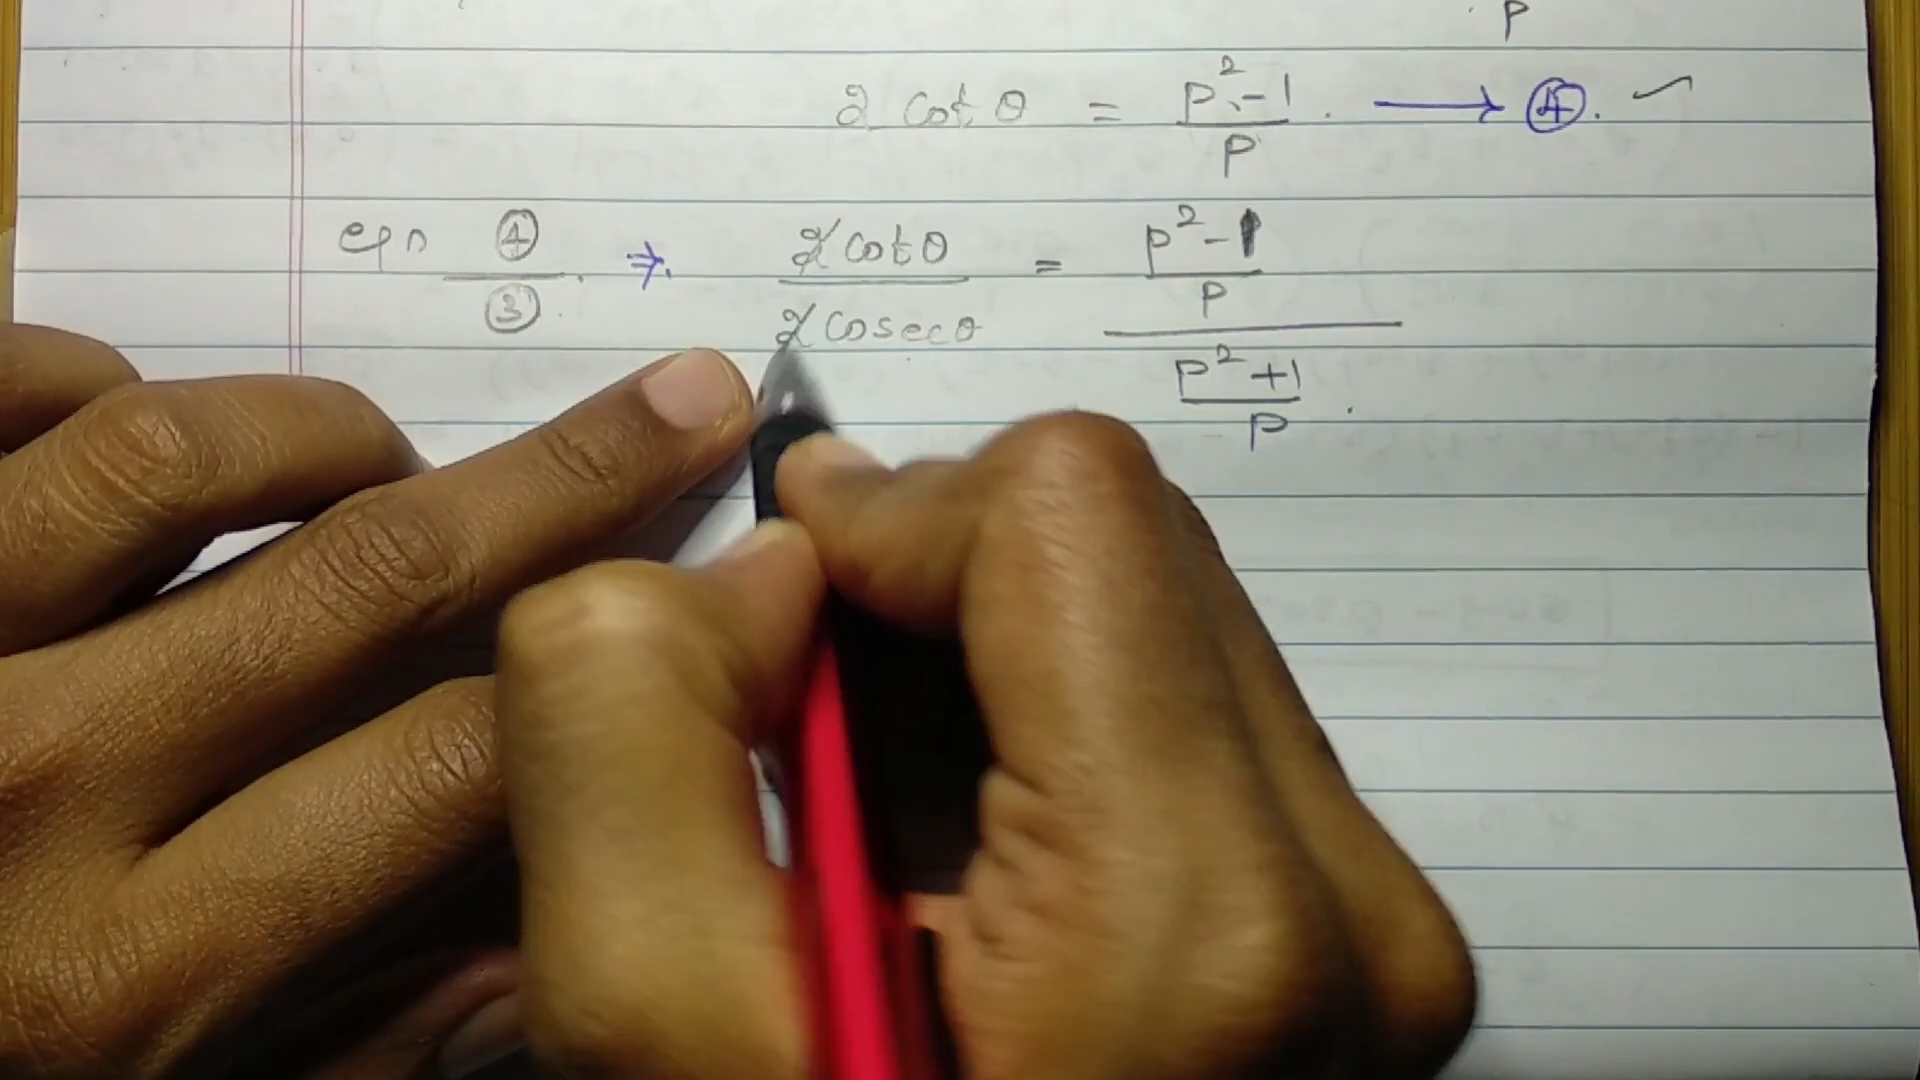 P
2 cot θ = P² - 1 / P . → ④. ✓
eqn ④ / ③ . ⇒ 2 cot θ / 2 cosec θ = P² - 1 / P / P² + 1 / P .